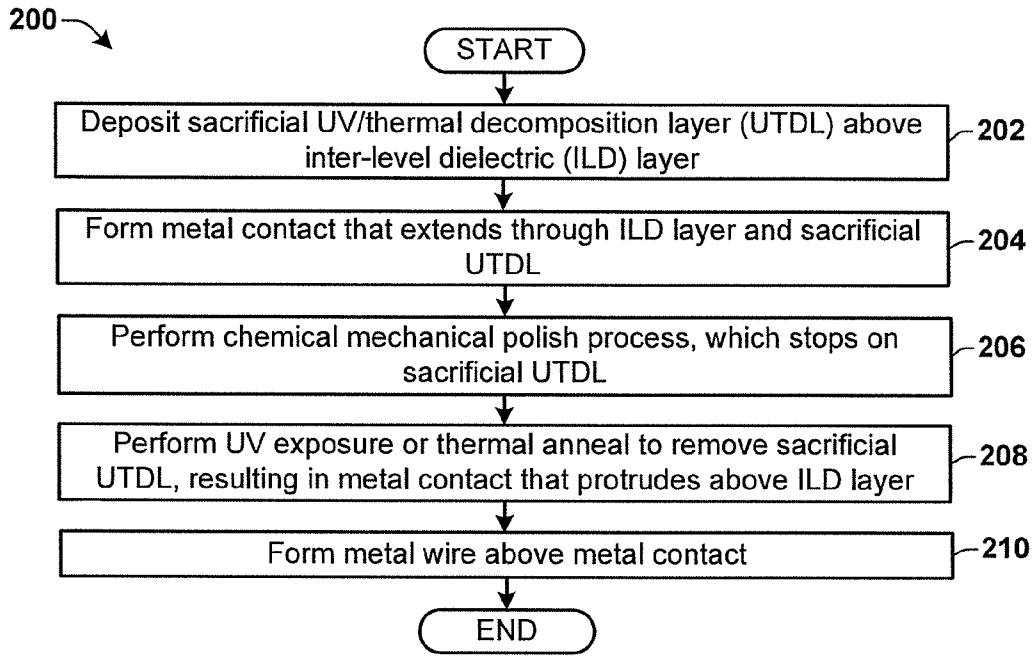 200
START
Deposit sacrificial UV/thermal decomposition layer (UTDL) above
inter-level dielectric (ILD) layer
202
Form metal contact that extends through ILD layer and sacrificial
UTDL
204
Perform chemical mechanical polish process, which stops on
sacrificial UTDL
206
Perform UV exposure or thermal anneal to remove sacrificial
UTDL, resulting in metal contact that protrudes above ILD layer
208
Form metal wire above metal contact
210
END